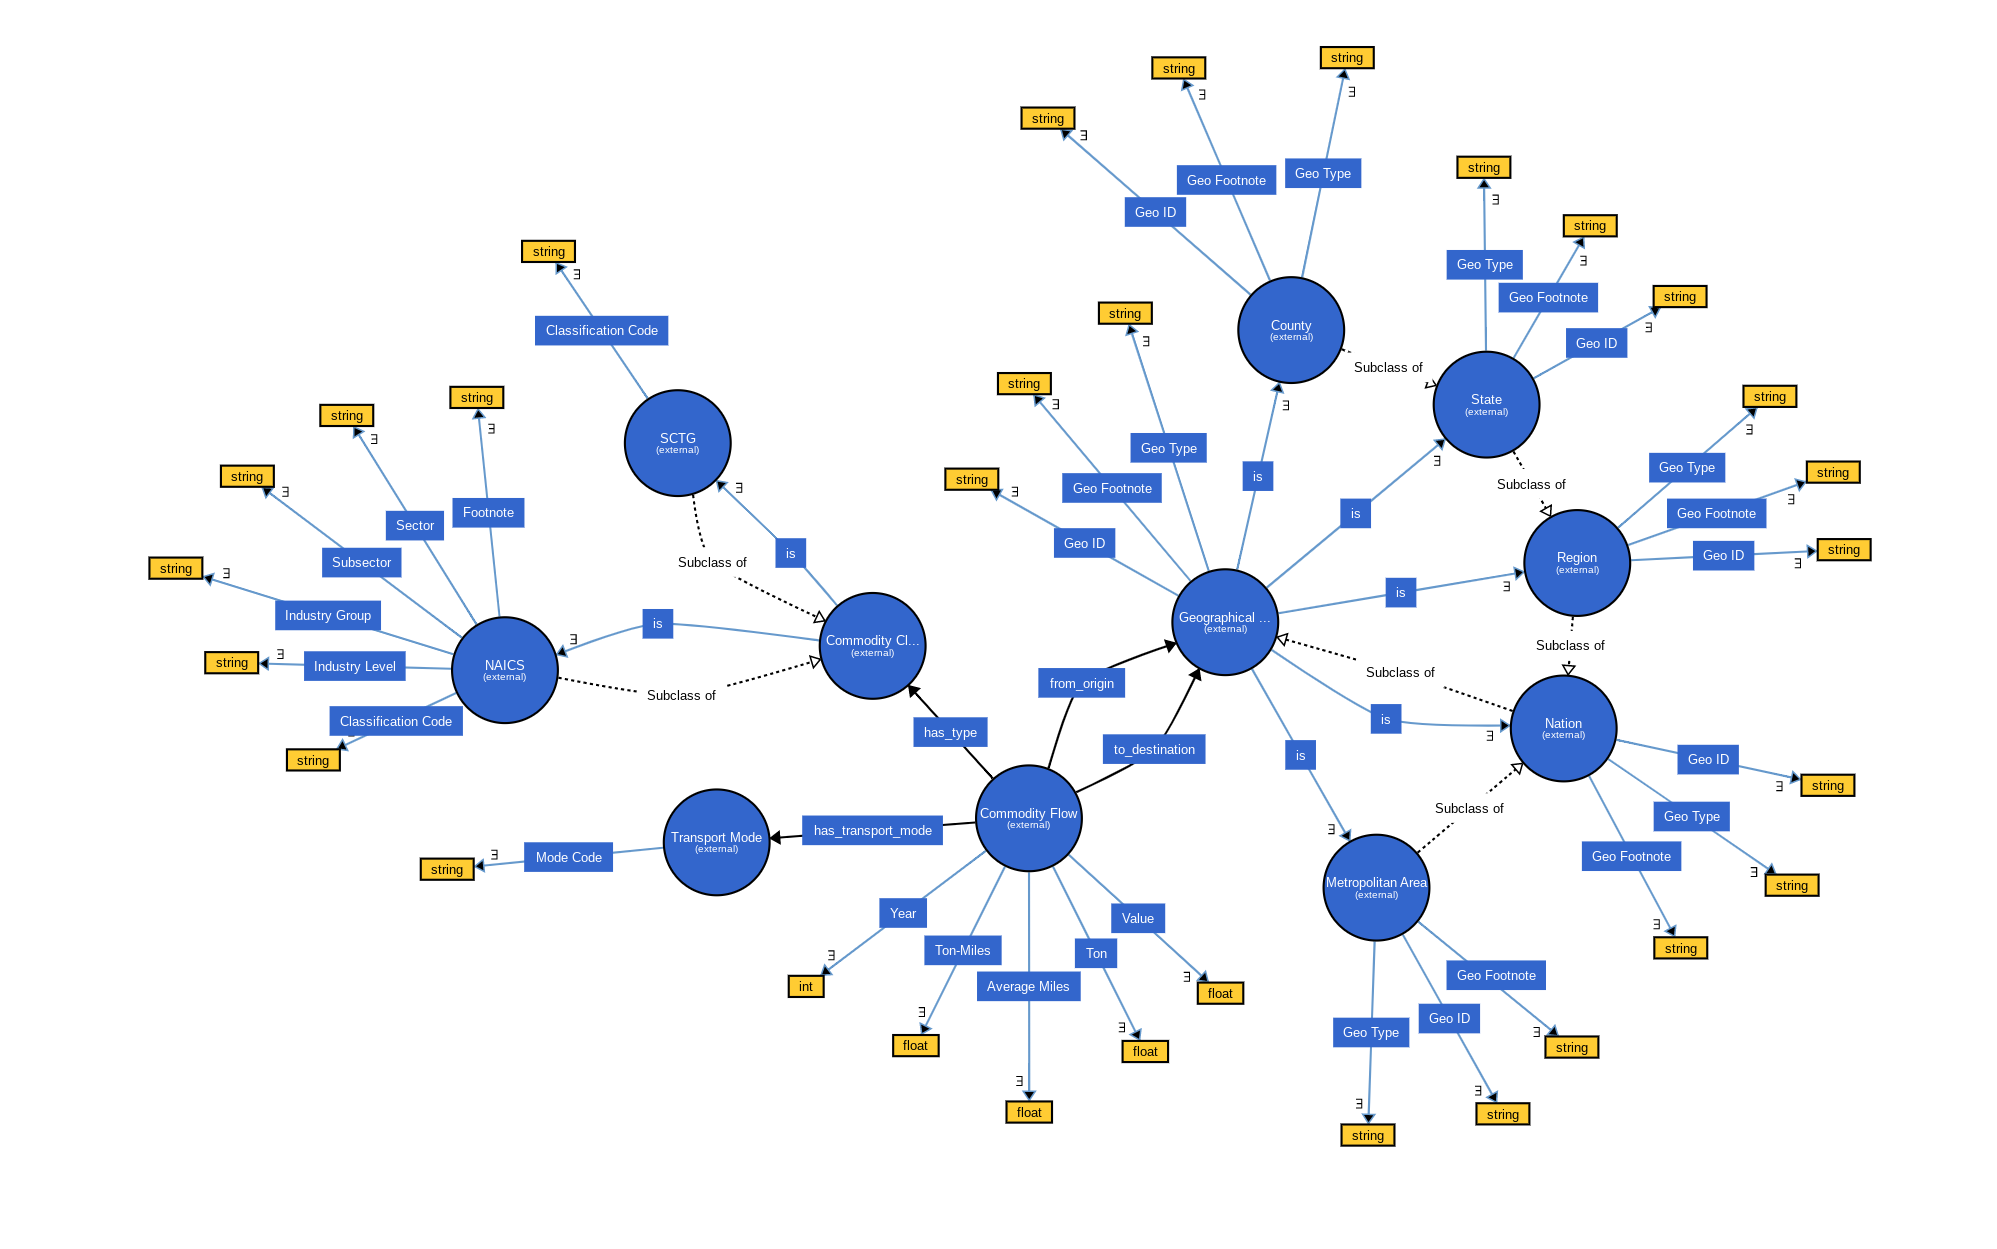 string
string
Ǝ
Ǝ
string
Ǝ
Geo Footnote
Geo Type
Geo ID
string
Ǝ
string
Ǝ
Geo Type
Geo Footnote
string
Ǝ
Geo ID
County
(external)
Subclass of
State
(external)
string
Ǝ
Classification Code
string
Ǝ
string
Ǝ
Geo Type
Geo Footnote
string
Ǝ
Geo ID
is
Ǝ
is
Ǝ
Subclass of
string
Ǝ
Geo Type
string
Ǝ
Geo Footnote
Geo ID
string
Ǝ
Region
(external)
SCTG
(external)
string
Ǝ
string
Ǝ
string
Ǝ
Sector
Footnote
Subsector
string
Ǝ
Industry Group
string
Ǝ
Industry Level
Classification Code
string
NAICS
(external)
Subclass of
is
Ǝ
is
Ǝ
Subclass of
Commodity Cl...
(external)
Geographical ...
(external)
is
Ǝ
Subclass of
Subclass of
is
Ǝ
Nation
(external)
from_origin
to_destination
has_type
is
Ǝ
Subclass of
Geo ID
Ǝ
string
Geo Type
Ǝ
string
Geo Footnote
Ǝ
string
Transport Mode
(external)
has_transport_mode
Commodity Flow
(external)
Mode Code
Ǝ
string
Metropolitan Area
(external)
Year
Ǝ
int
Ton-Miles
Ǝ
float
Average Miles
Ǝ
float
Ton
Ǝ
float
Value
Ǝ
float
Geo Footnote
Ǝ
string
Geo ID
Ǝ
string
Geo Type
Ǝ
string